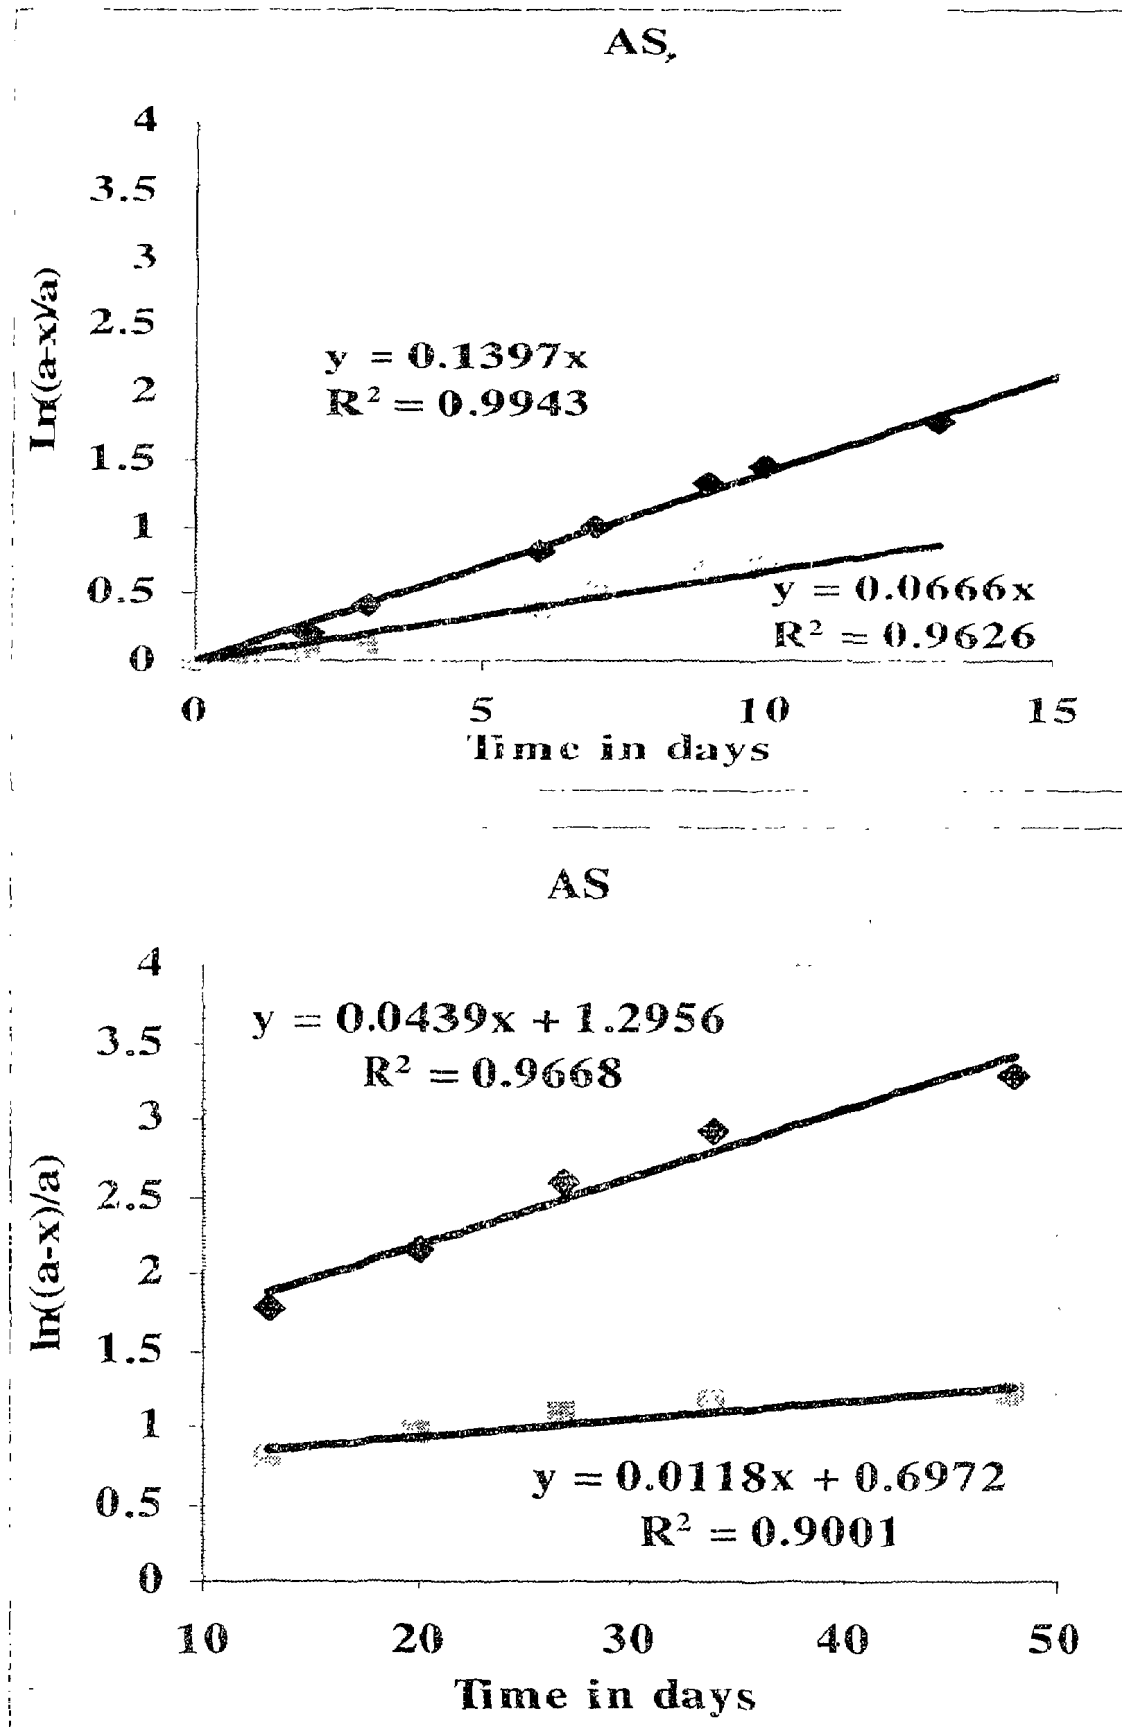 AS,
4
3.5
3
2.5
2
1.5
1
0.5
0
Ln((a-x)/a)
y = 0.1397x
R² = 0.9943
y = 0.0666x
R² = 0.9626
0 5 10 15
Time in days
AS
4
3.5
3
2.5
2
1.5
1
0.5
0
ln((a-x)/a)
y = 0.0439x + 1.2956
R² = 0.9668
y = 0.0118x + 0.6972
R² = 0.9001
10 20 30 40 50
Time in days